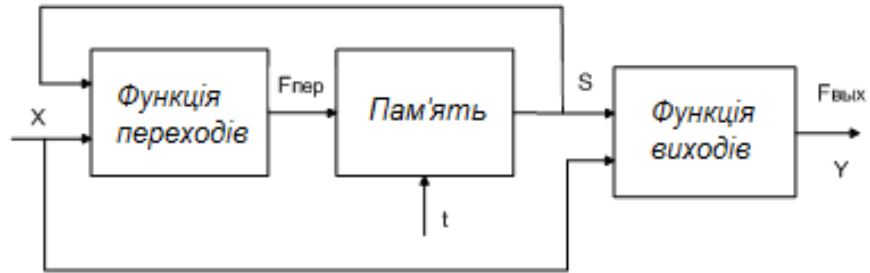 Функція
переходів
Fпер
Пам'ять
S
Функція
виходів
Fвых
X
Y
t